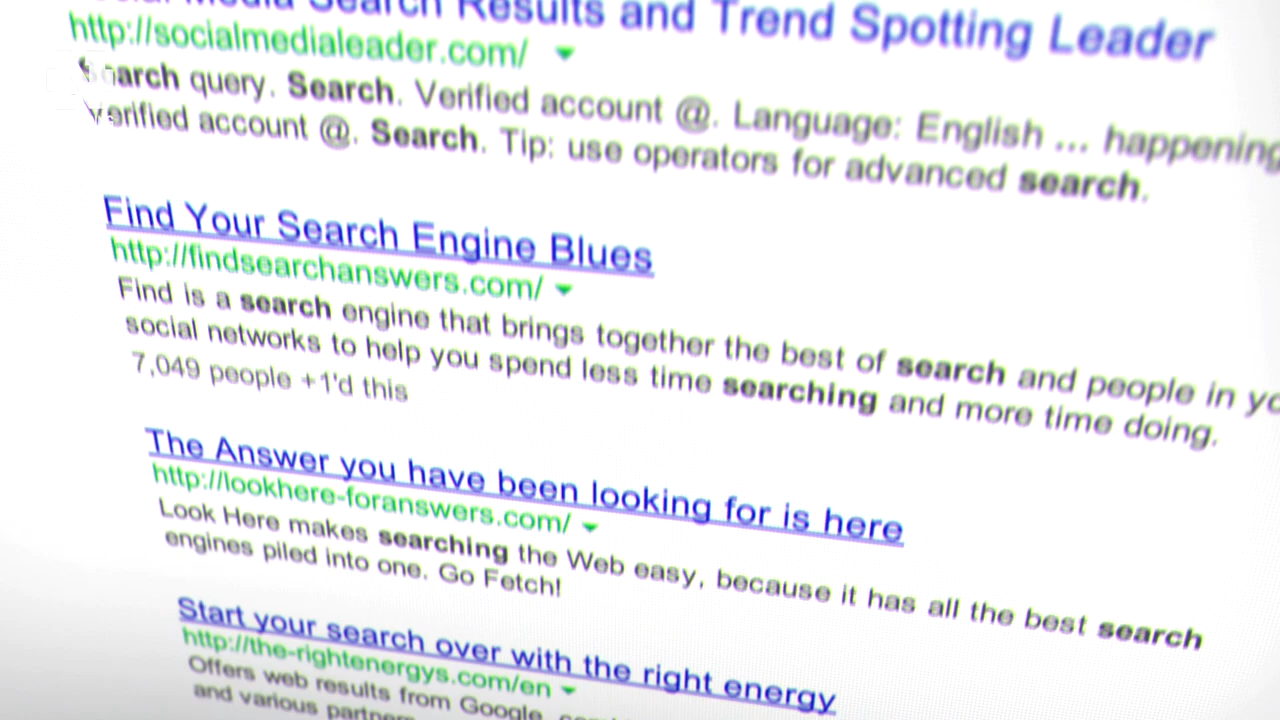 Media Search Results and Trend Spotting Leader
http://socialmedialeader.com/
Search query. Search. Verified account @. Language: English ... happening
verified account @. Search. Tip: use operators for advanced search.
Find Your Search Engine Blues
http://findsearchanswers.com/
Find is a search engine that brings together the best of search and people in
social networks to help you spend less time searching and more time doing.
7,049 people +1'd this
The Answer you have been looking for is here
http://lookhere-foranswers.com/
Look Here makes searching the Web easy, because it has all the best search
engines piled into one. Go Fetch!
Start your search over with the right energy
http://the-rightenergys.com/en
Offers web results from Google,
and various